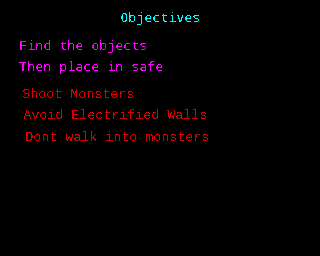 Objectives
Find the objects
Then place in safe
Shoot Monsters
Avoid Electrified Walls
Dont walk into monsters